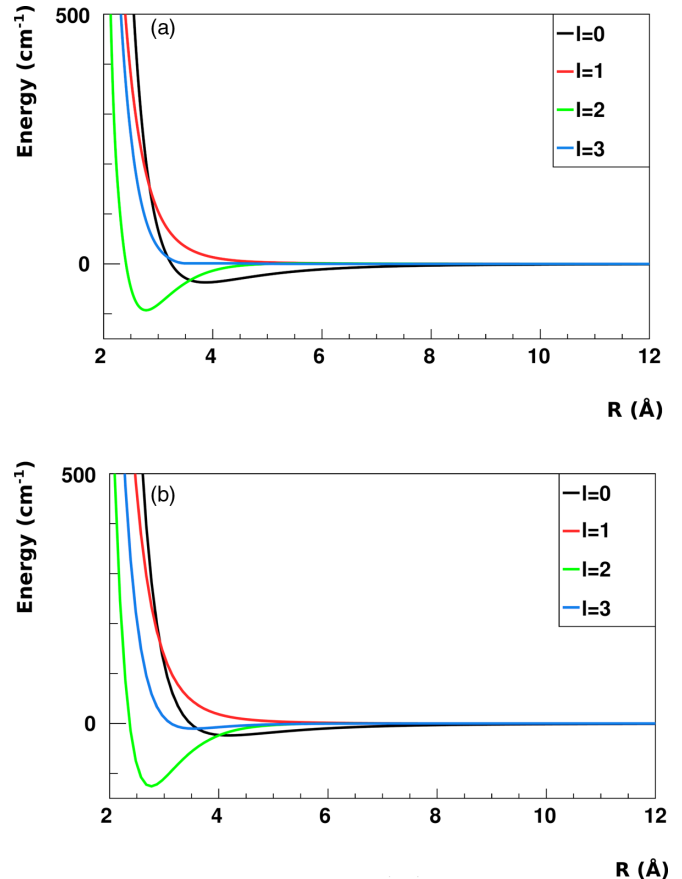 500
(a)
l=0
l=1
l=2
l=3
Energy (cm-1)
0
2 4 6 8 10 12
R (Å)
500
(b)
l=0
l=1
l=2
l=3
Energy (cm-1)
0
2 4 6 8 10 12
R (Å)